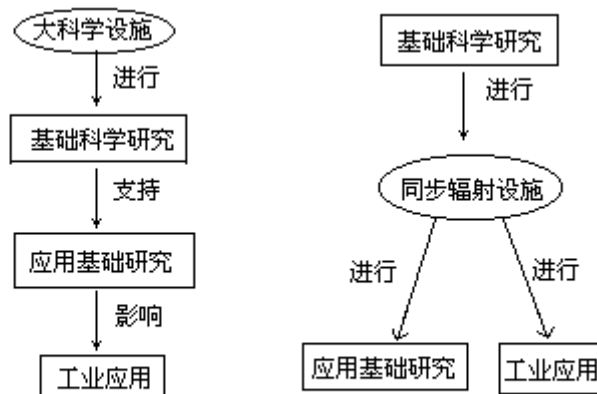 大科学设施
进行
基础科学研究
支持
应用基础研究
影响
工业应用
基础科学研究
进行
同步辐射设施
进行
进行
应用基础研究
工业应用